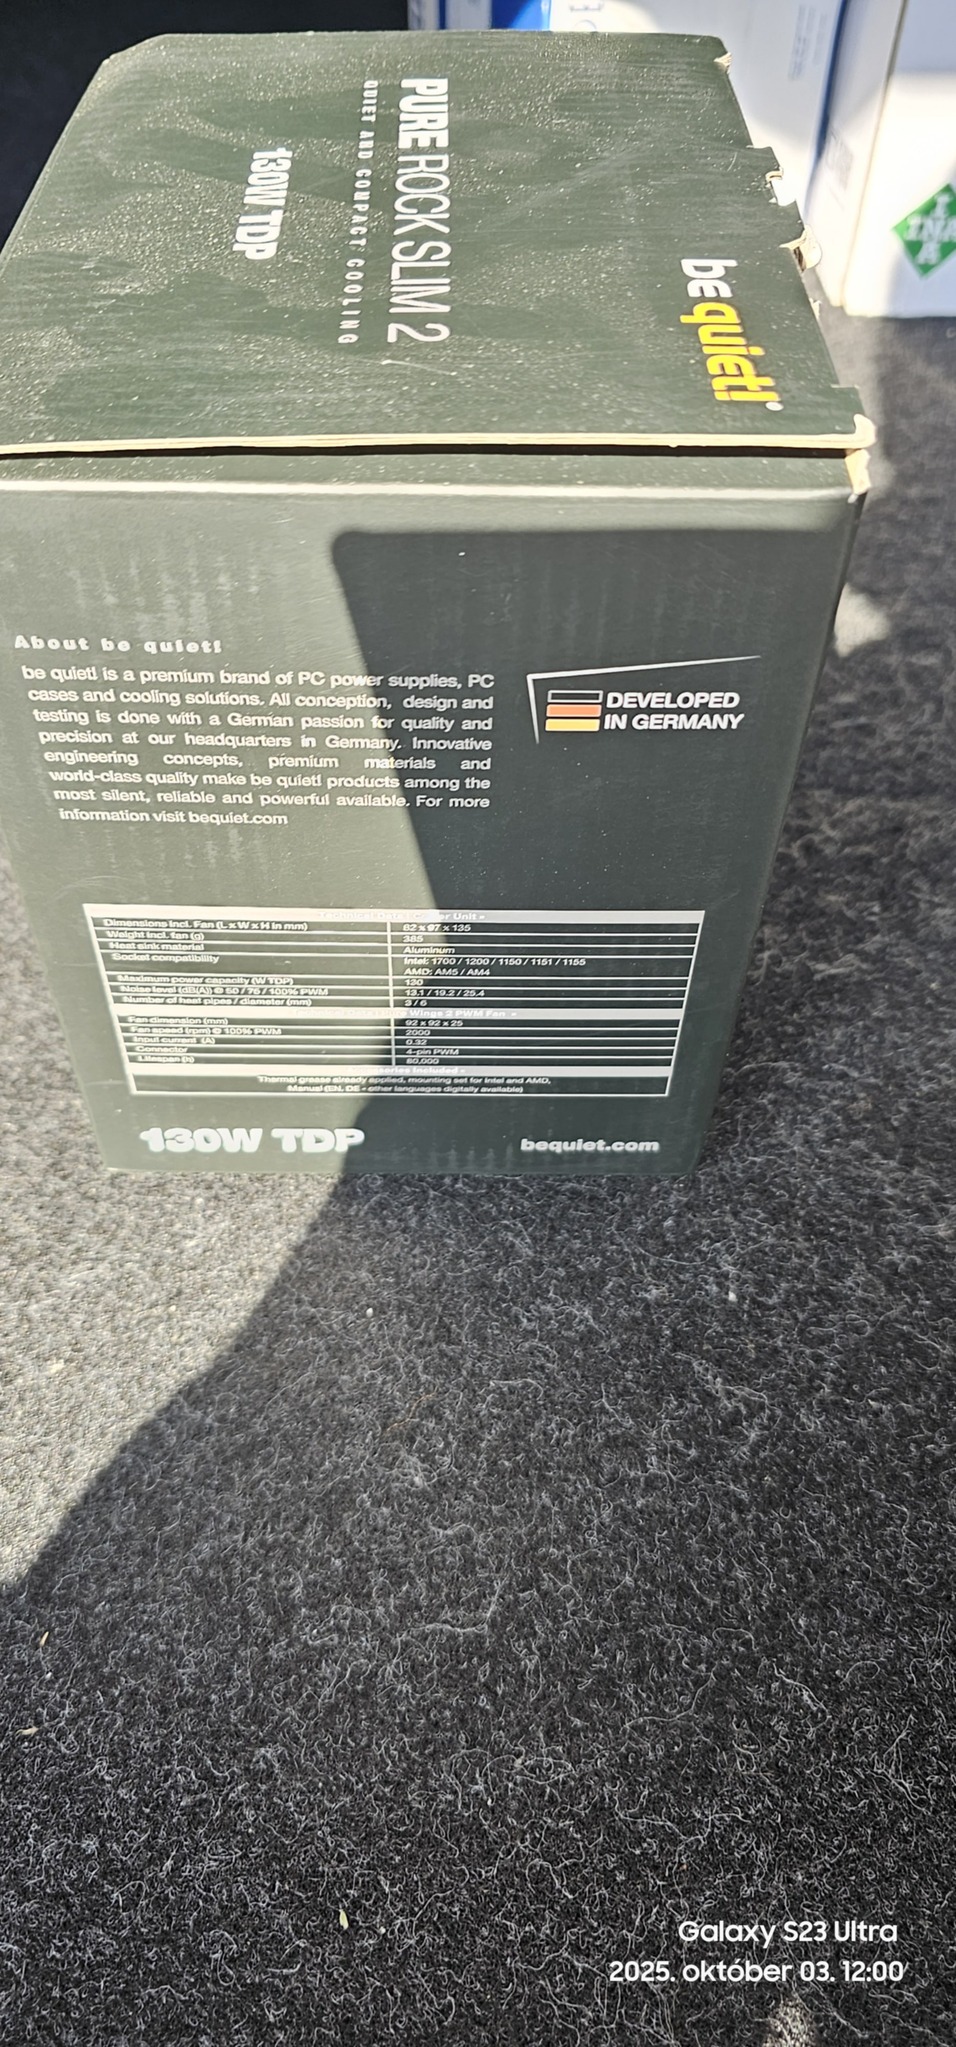 PURE ROCK SLIM 2
QUIET AND COMPACT COOLING
130W TDP
be quiet!®
INA
About be quiet!
be quiet! is a premium brand of PC power supplies, PC
cases and cooling solutions. All conception, design and
testing is done with a German passion for quality and
precision at our headquarters in Germany. Innovative
engineering concepts, premium materials and
world-class quality make be quiet! products among the
most silent, reliable and powerful available. For more
information visit bequiet.com
DEVELOPED
IN GERMANY
Technical Data Cooler Unit
Dimensions incl. Fan (L x W x H in mm) 82 x 97 x 135
Weight incl. fan (g) 385
Heat sink material Aluminum
Socket compatibility Intel: 1700 / 1200 / 1150 / 1151 / 1155
AMD: AM5 / AM4
Maximum power capacity (W TDP) 130
Noise level (dB(A)) @ 50 / 75 / 100% PWM 13.1 / 19.2 / 25.4
Number of heat pipes / diameter (mm) 3 / 6
Wings 2 PWM Fan
Fan dimension (mm) 92 x 92 x 25
Fan speed (rpm) @ 100% PWM 2000
Input current (A) 0.32
Connector 4-pin PWM
Lifespan (h) 80,000
Included
Thermal grease already applied, mounting set for Intel and AMD,
Manual (EN, DE - other languages digitally available)
130W TDP
bequiet.com
Galaxy S23 Ultra
2025. október 03. 12:00